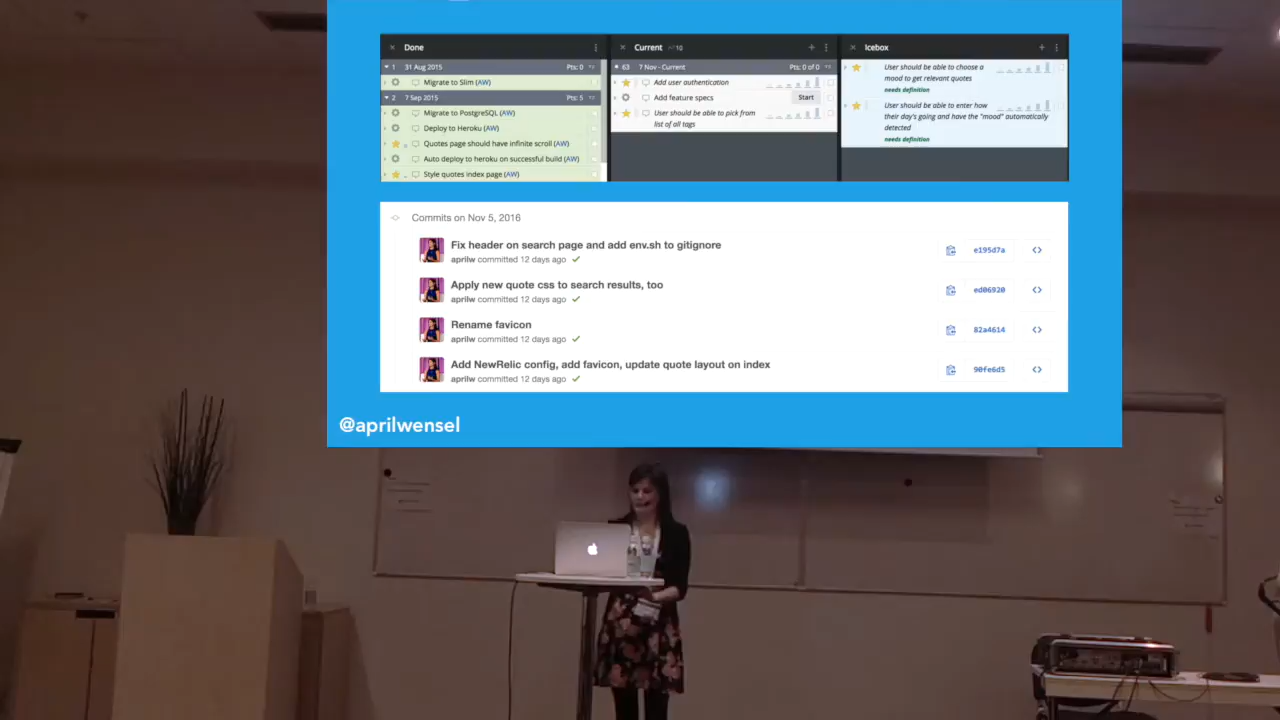 Done
Current
10
Icebox
1 31 Aug 2015 Pts: 0
Migrate to Slim (AW)
2 7 Sep 2015 Pts: 5
Migrate to PostgreSQL (AW)
Deploy to Heroku (AW)
Quotes page should have infinite scroll (AW)
Auto deploy to heroku on successful build (AW)
Style quotes index page (AW)
63 7 Nov - Current Pts: 0 of 0
Add user authentication
Add feature specs Start
User should be able to pick from
list of all tags
User should be able to choose a
mood to get relevant quotes
needs definition
User should be able to enter how
their day's going and have the "mood" automatically
detected
needs definition
Commits on Nov 5, 2016
Fix header on search page and add env.sh to gitignore
aprilw committed 12 days ago
e195d7a
Apply new quote css to search results, too
aprilw committed 12 days ago
ed06920
Rename favicon
aprilw committed 12 days ago
82a4614
Add NewRelic config, add favicon, update quote layout on index
aprilw committed 12 days ago
90fe6d5
@aprilwensel